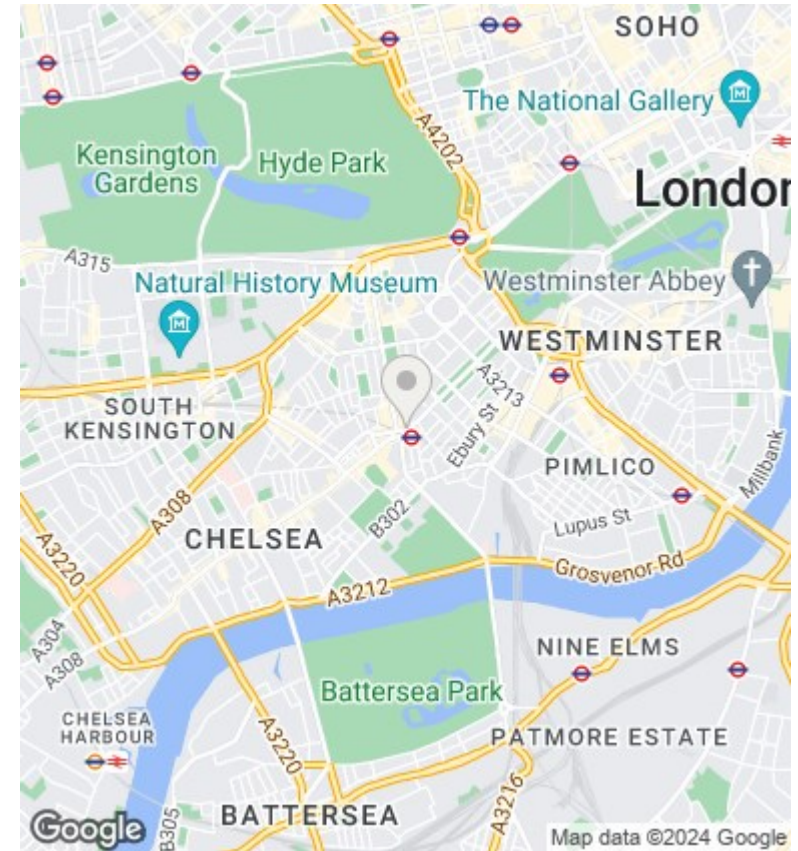 SOHO
The National Gallery
A4202
Kensington
Gardens
Hyde Park
London
A315
Natural History Museum
Westminster Abbey
WESTMINSTER
A3213
SOUTH
KENSINGTON
Ebury St
PIMLICO
Millbank
A308
B302
Lupus St
CHELSEA
A3220
Grosvenor Rd
A3212
A304
A308
NINE ELMS
Battersea Park
CHELSEA
HARBOUR
A3220
PATMORE ESTATE
A3216
B305
BATTERSEA
Google
Map data ©2024 Google